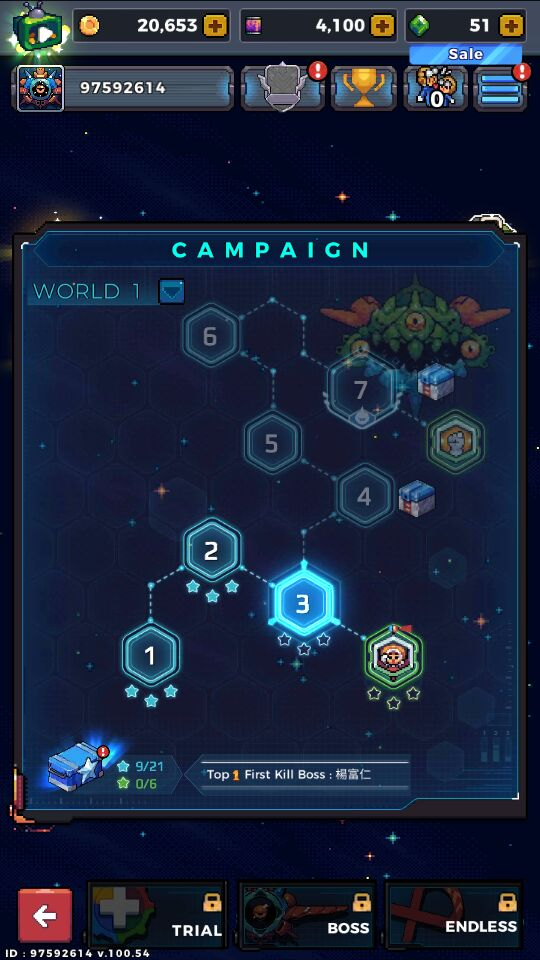 20,653
4,100
51
Sale
97592614
0
CAMPAIGN
WORLD 1
6
7
5
4
2
3
1
9/21
0/6
Top 1 First Kill Boss : 楊富仁
TRIAL
BOSS
ENDLESS
ID : 97592614 v.100.54